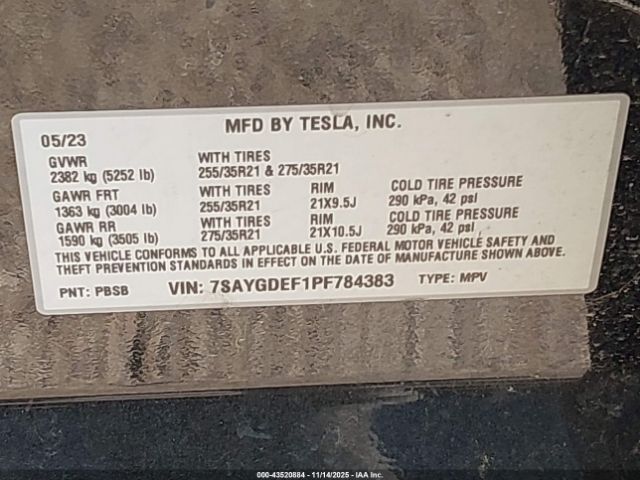 MFD BY TESLA, INC.
05/23
GVWR
2382 kg (5252 lb)
WITH TIRES
255/35R21 & 275/35R21
GAWR FRT
1363 kg (3004 lb)
WITH TIRES
255/35R21
RIM
21X9.5J
COLD TIRE PRESSURE
290 kPa, 42 psi
GAWR RR
1590 kg (3505 lb)
WITH TIRES
275/35R21
RIM
21X10.5J
COLD TIRE PRESSURE
290 kPa, 42 psi
THIS VEHICLE CONFORMS TO ALL APPLICABLE U.S. FEDERAL MOTOR VEHICLE SAFETY AND
THEFT PREVENTION STANDARDS IN EFFECT ON THE DATE OF MANUFACTURE SHOWN ABOVE.
PNT: PBSB
VIN: 7SAYGDEF1PF784383
TYPE: MPV
000-43520884 - 11/14/2025 - IAA Inc.